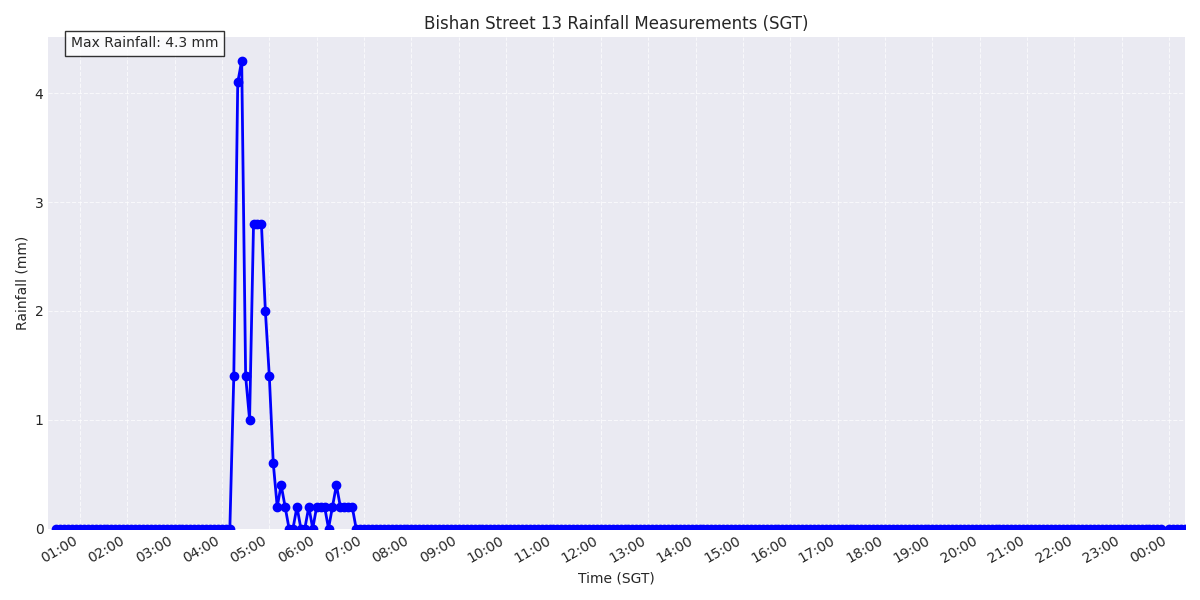 Bishan Street 13 Rainfall Measurements (SGT)
Max Rainfall: 4.3 mm
Rainfall (mm)
4
3
2
1
0
01:00 02:00 03:00 04:00 05:00 06:00 07:00 08:00 09:00 10:00 11:00 12:00 13:00 14:00 15:00 16:00 17:00 18:00 19:00 20:00 21:00 22:00 23:00 00:00
Time (SGT)